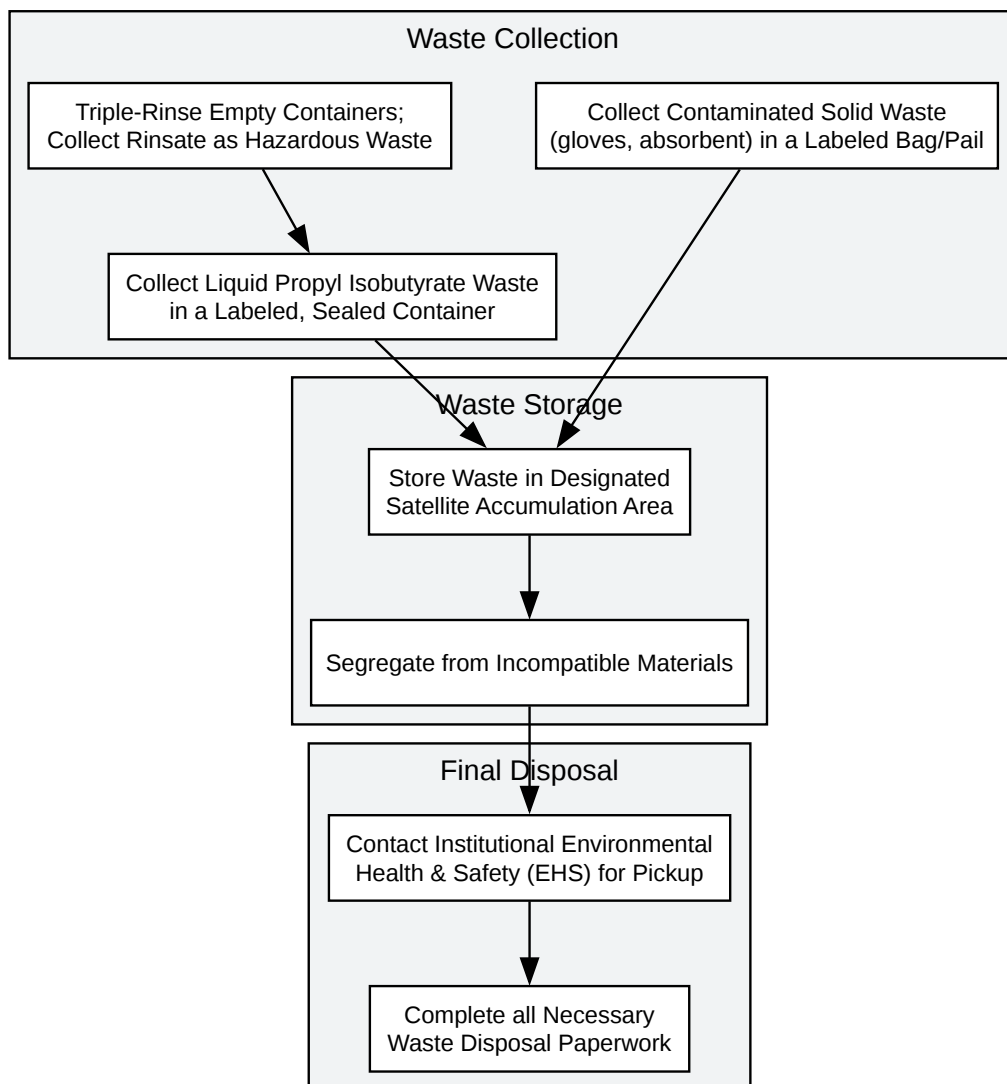 Waste Collection
Triple-Rinse Empty Containers;
Collect Rinsate as Hazardous Waste
Collect Contaminated Solid Waste
(gloves, absorbent) in a Labeled Bag/Pail
Collect Liquid Propyl Isobutyrate Waste
in a Labeled, Sealed Container
Waste Storage
Store Waste in Designated
Satellite Accumulation Area
Segregate from Incompatible Materials
Final Disposal
Contact Institutional Environmental
Health & Safety (EHS) for Pickup
Complete all Necessary
Waste Disposal Paperwork